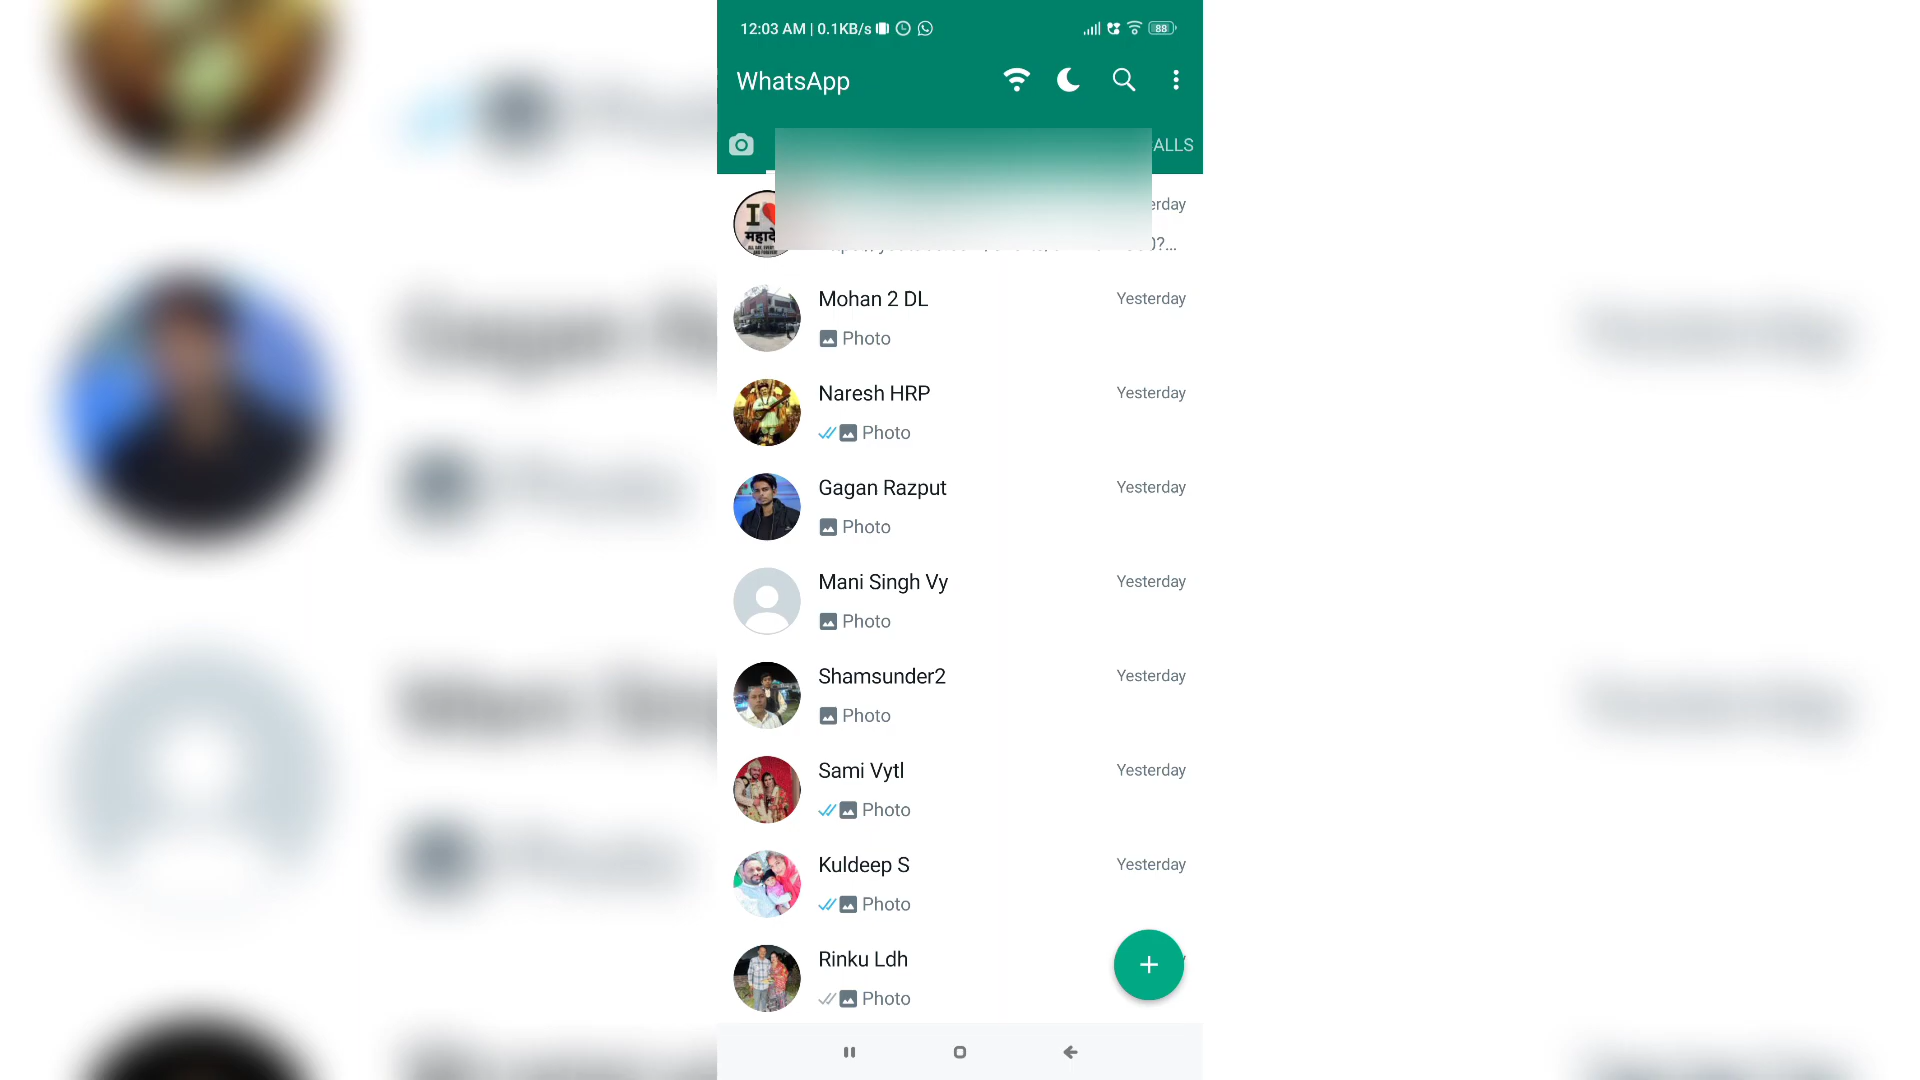 12:03 AM | 0.1KB/s
88
WhatsApp
ALLS
I
erday
महादे
0?...
Mohan 2 DL
Yesterday
Photo
Naresh HRP
Yesterday
Photo
Gagan Razput
Yesterday
Photo
Mani Singh Vy
Yesterday
Photo
Shamsunder2
Yesterday
Photo
Sami Vytl
Yesterday
Photo
Kuldeep S
Yesterday
Photo
Rinku Ldh
Photo